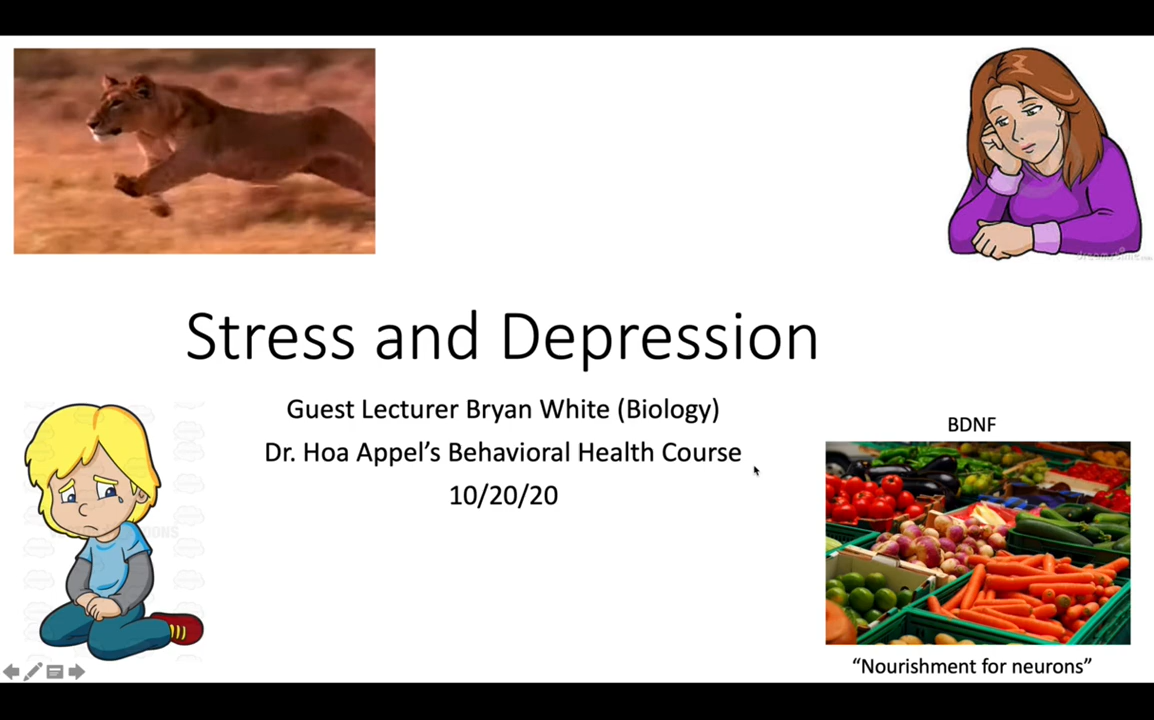 Stress and Depression
Guest Lecturer Bryan White (Biology)
Dr. Hoa Appel's Behavioral Health Course
10/20/20
BDNF
"Nourishment for neurons"